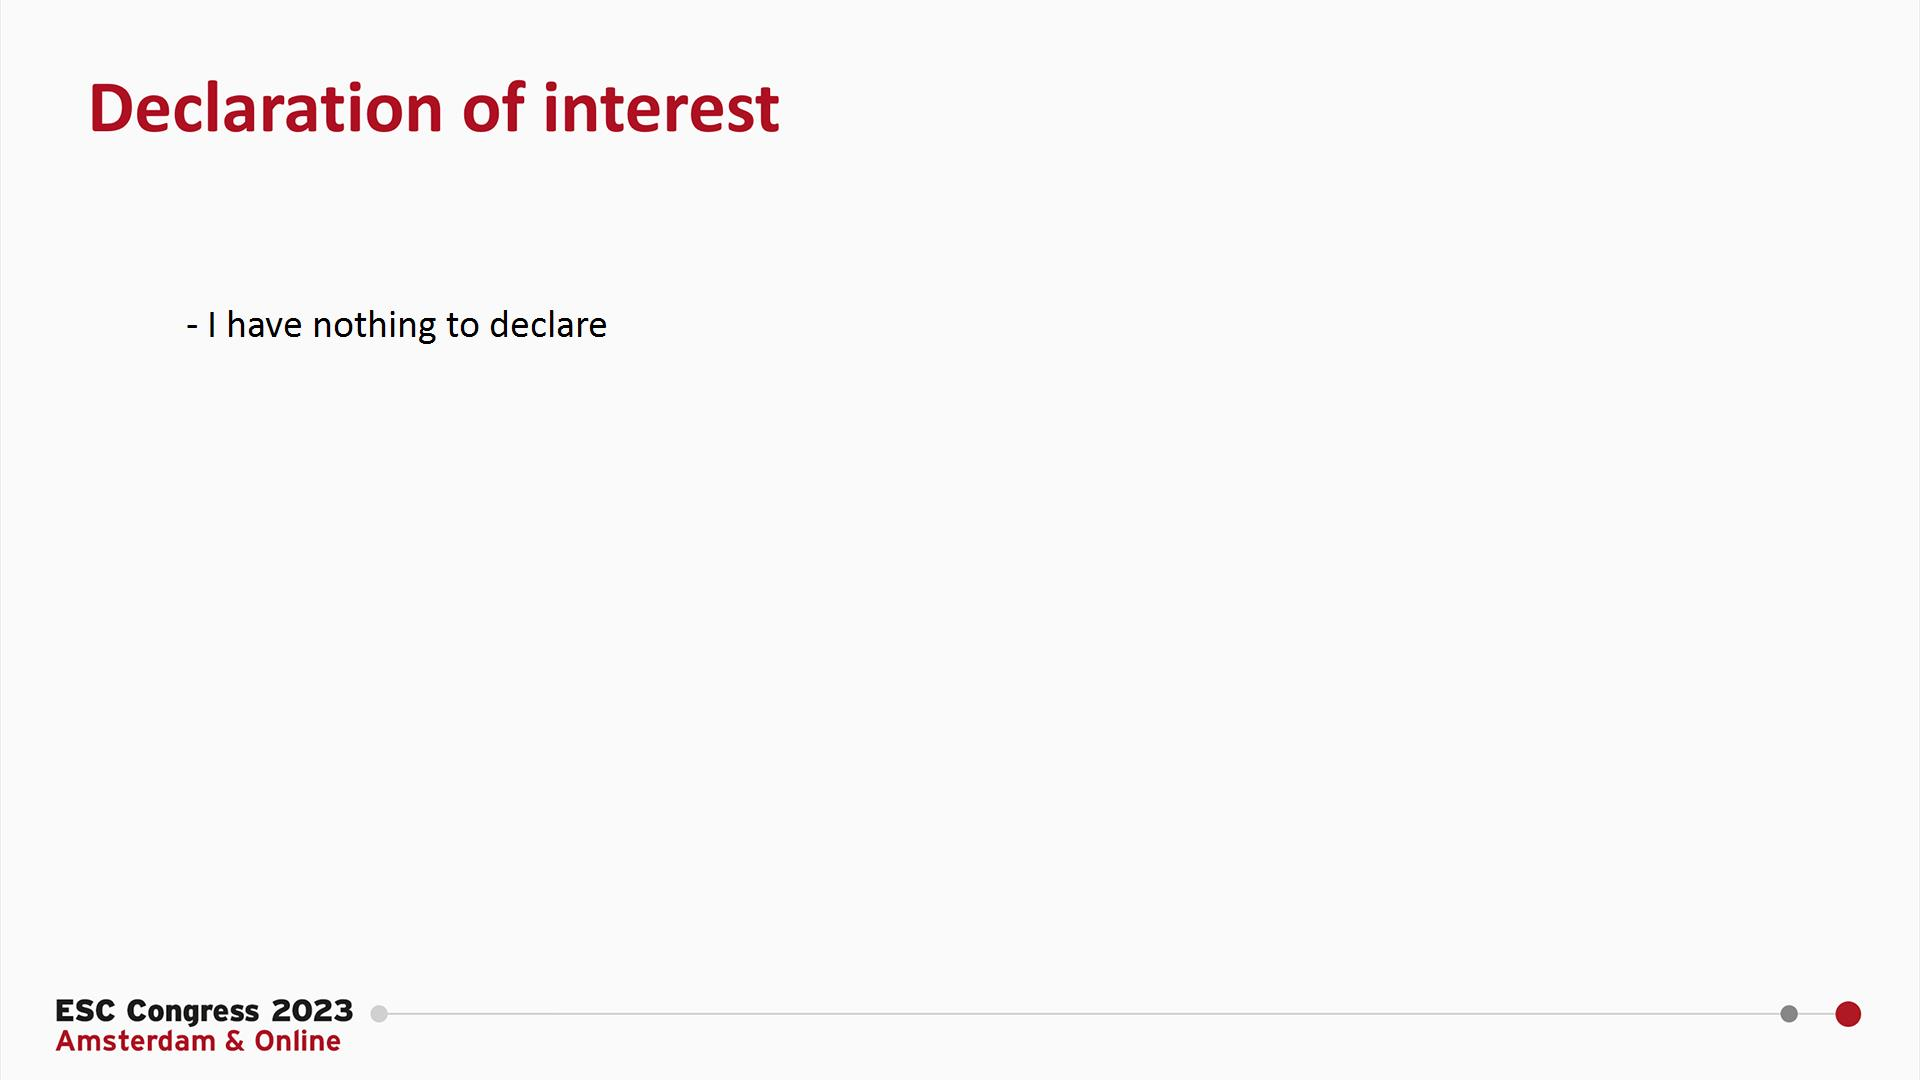 Declaration of interest
- I have nothing to declare
ESC Congress 2023
Amsterdam & Online